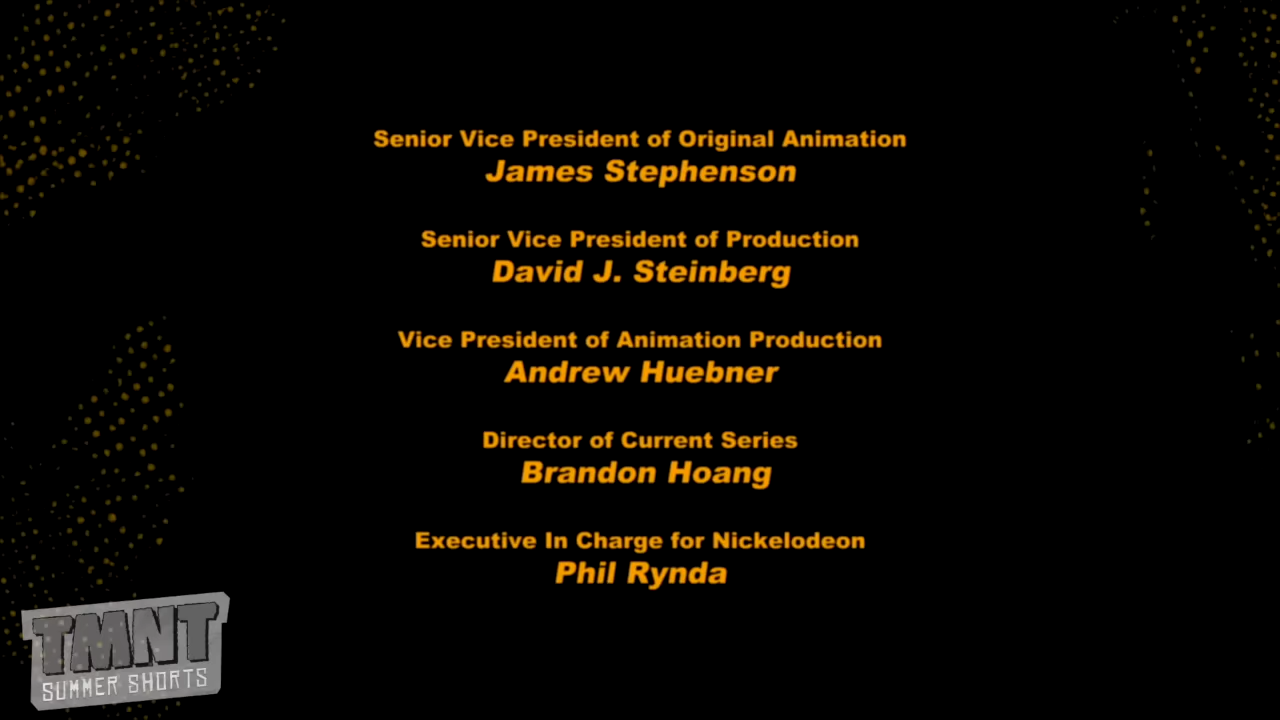 Senior Vice President of Original Animation
James Stephenson
Senior Vice President of Production
David J. Steinberg
Vice President of Animation Production
Andrew Huebner
Director of Current Series
Brandon Hoang
Executive In Charge for Nickelodeon
Phil Rynda
TMNT
SUMMER SHORTS